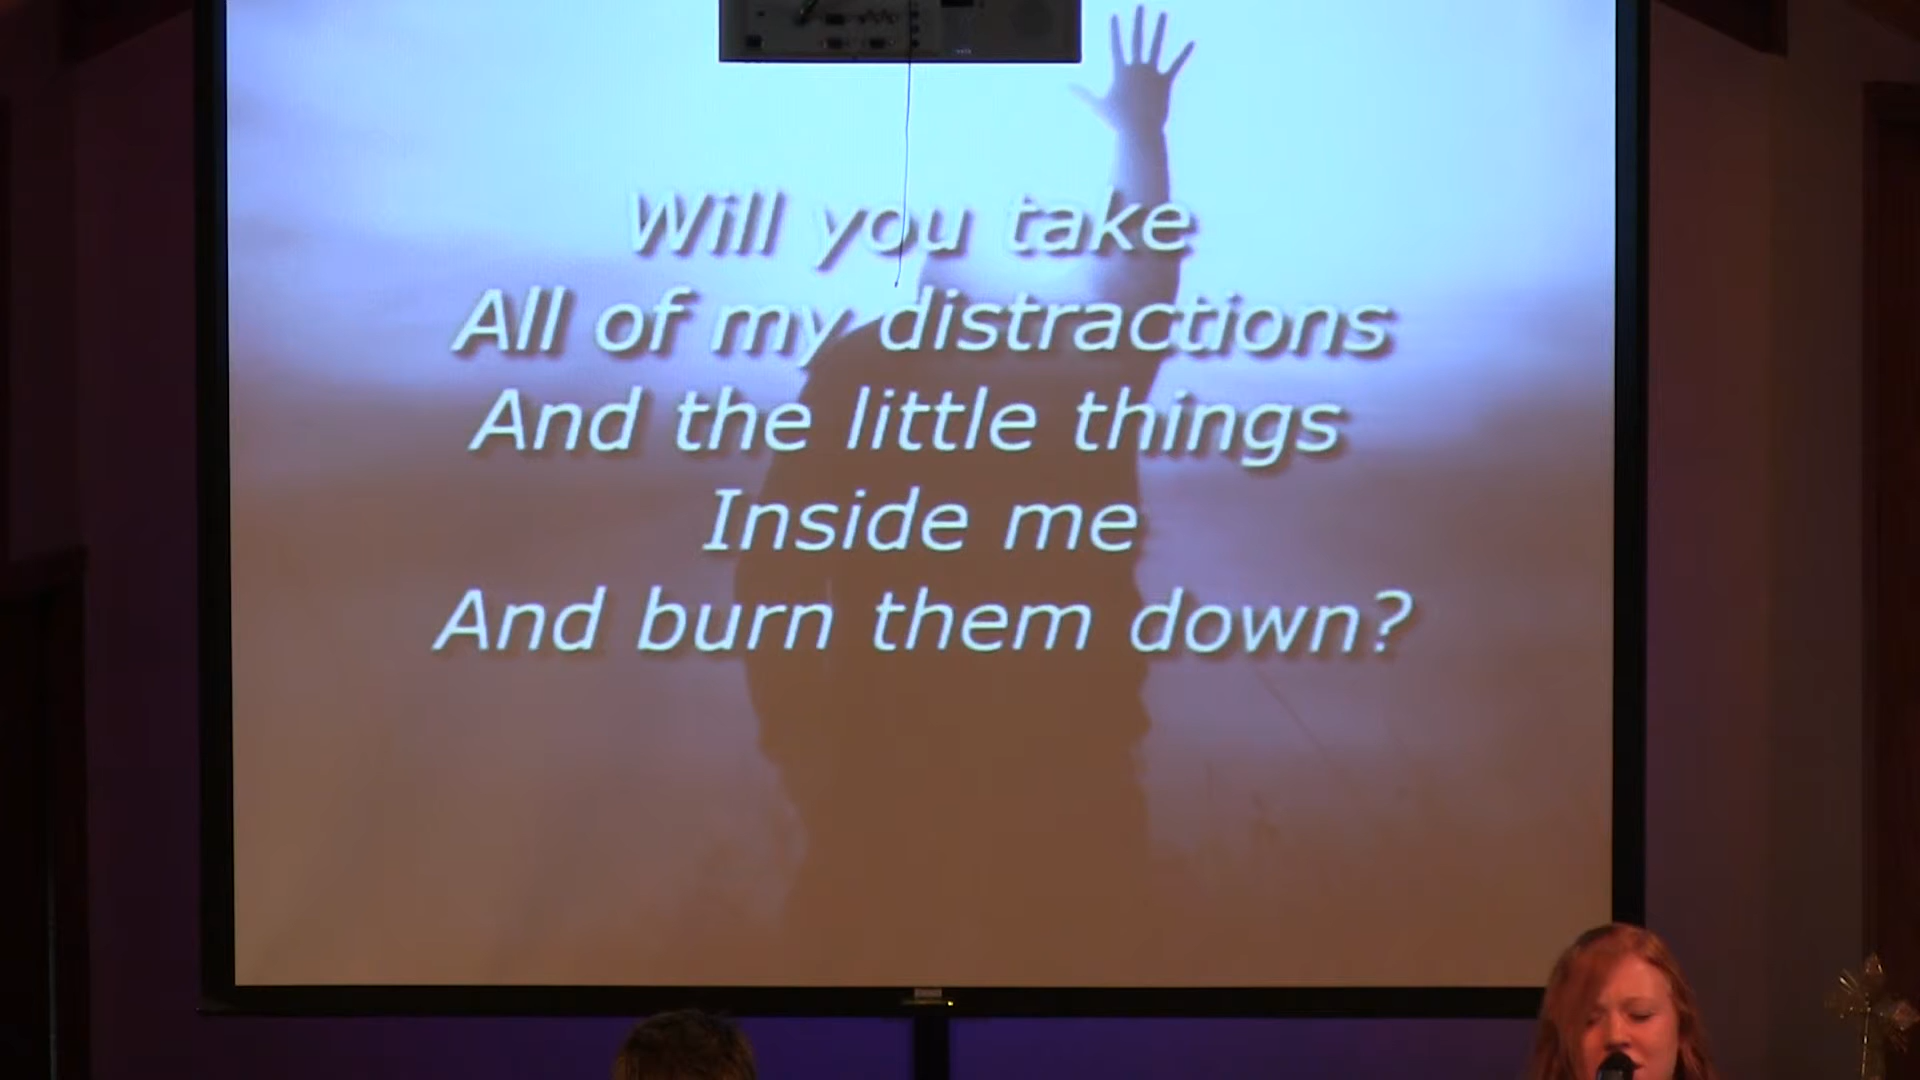 Will you take
All of my distractions
And the little things
Inside me
And burn them down?